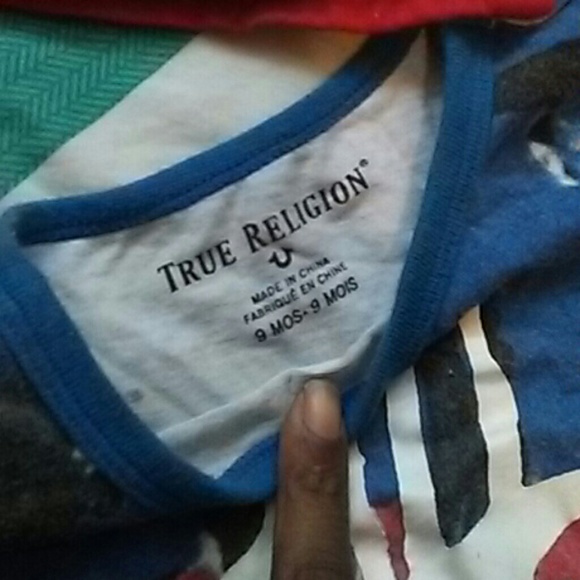 TRUE RELIGION®
MADE IN CHINA
FABRIQUÉ EN CHINE
9 MOS- 9 MOIS